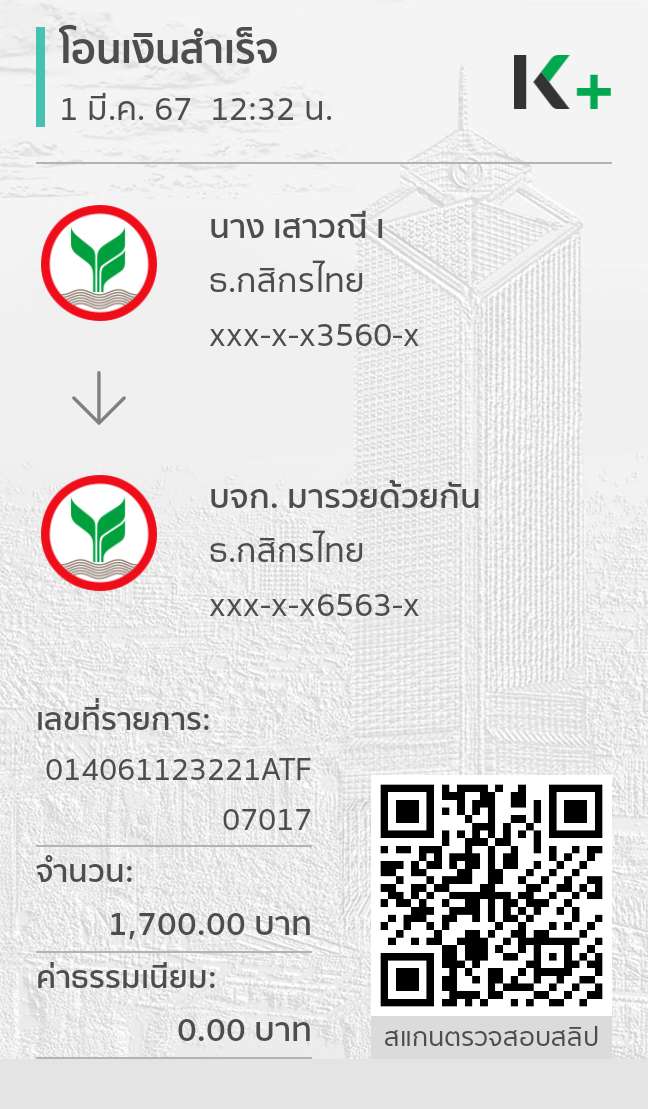 โอนเงินสำเร็จ
1 มี.ค. 67 12:32 น.
K+
นาง เสาวณี เ
ธ.กสิกรไทย
xxx-x-x3560-x
บจก. มารวยด้วยกัน
ธ.กสิกรไทย
xxx-x-x6563-x
เลขที่รายการ:
014061123221ATF
07017
จำนวน:
1,700.00 บาท
ค่าธรรมเนียม:
0.00 บาท
สแกนตรวจสอบสลิป